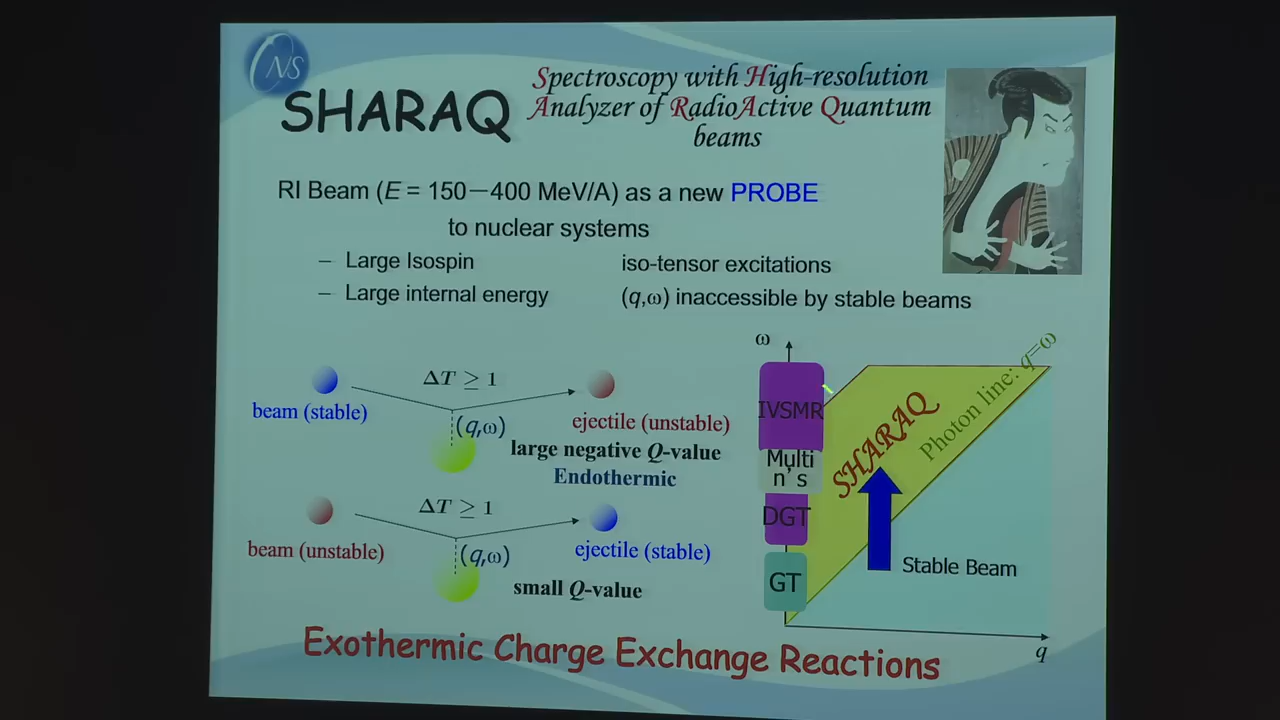 CNS
SHARAQ
Spectroscopy with High-resolution
Analyzer of RadioActive Quantum
beams
RI Beam (E = 150−400 MeV/A) as a new PROBE
to nuclear systems
– Large Isospin iso-tensor excitations
– Large internal energy (q,ω) inaccessible by stable beams
ΔT ≥ 1
beam (stable)
ejectile (unstable)
(q,ω)
large negative Q-value
Endothermic
ΔT ≥ 1
beam (unstable)
ejectile (stable)
(q,ω)
small Q-value
ω
IVSMR
Multi
n's
DGT
GT
SHARAQ
Photon line: q=ω
Stable Beam
q
Exothermic Charge Exchange Reactions